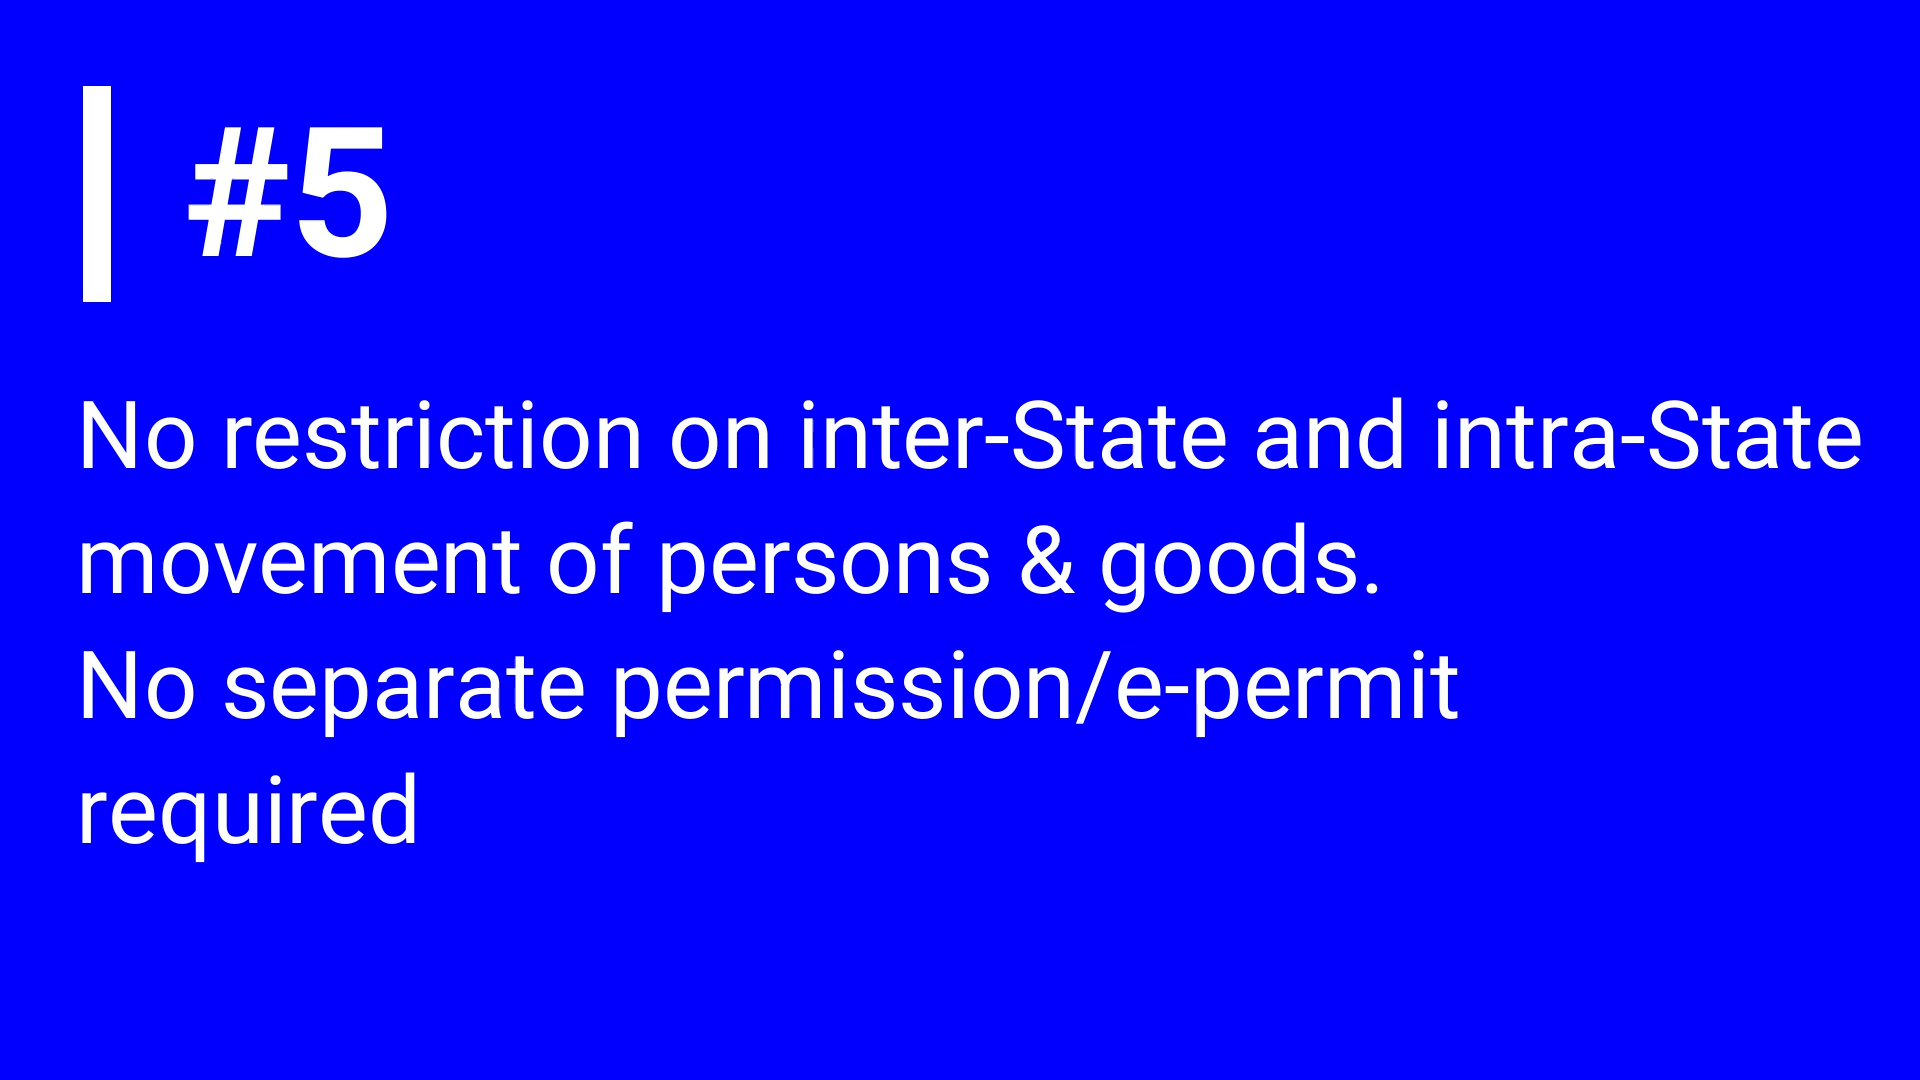 #5
No restriction on inter-State and intra-State
movement of persons & goods.
No separate permission/e-permit
required